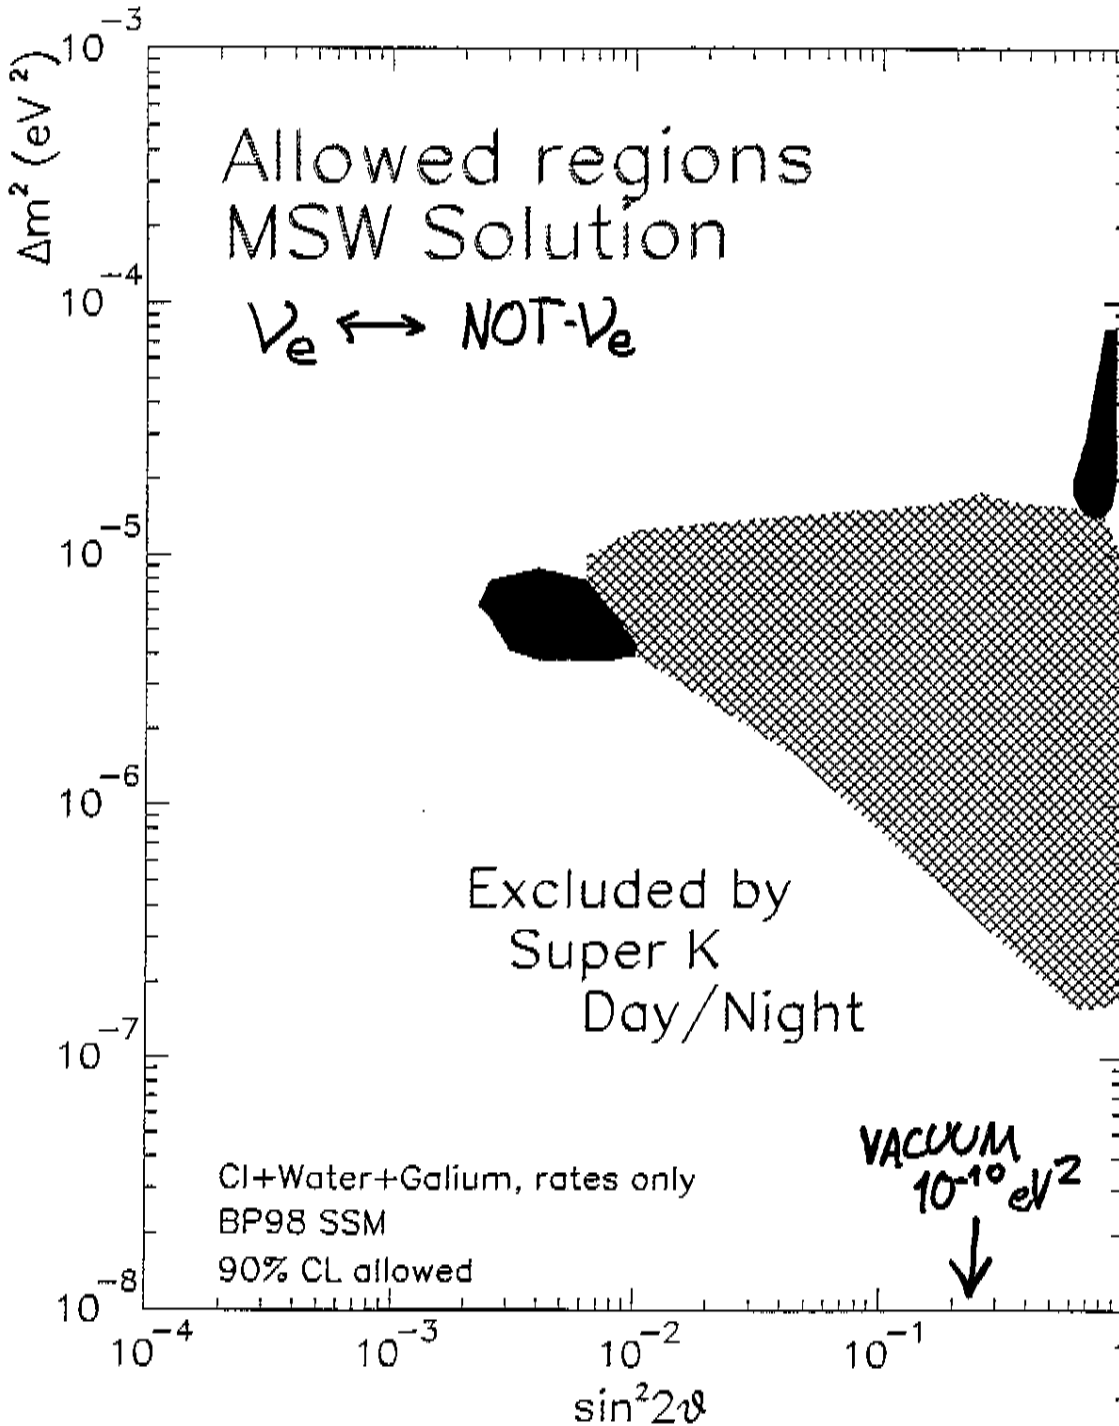 Δm² (eV²)
10⁻³
10⁻⁴
10⁻⁵
10⁻⁶
10⁻⁷
10⁻⁸
Allowed regions
MSW Solution
νe ↔ NOT-νe
Excluded by
Super K
Day/Night
VACUUM
10⁻¹⁰ eV²
Cl+Water+Galium, rates only
BP98 SSM
90% CL allowed
10⁻⁴ 10⁻³ 10⁻² 10⁻¹ 1
sin²2ϑ